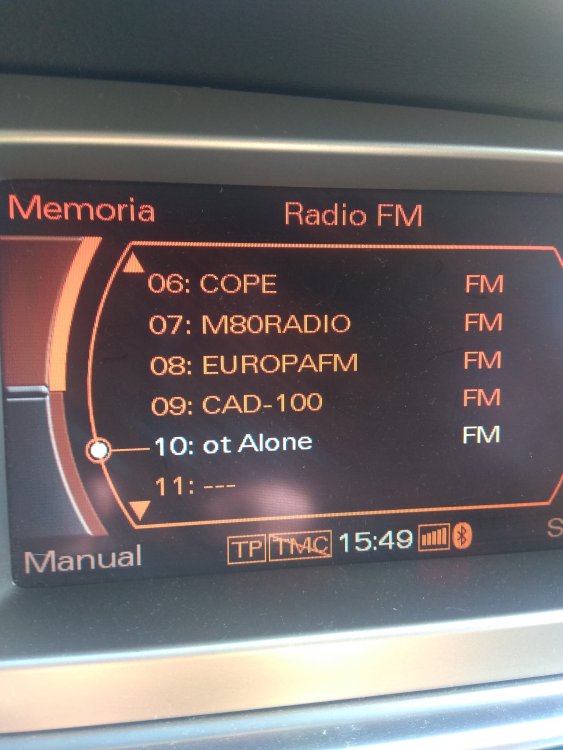 Memoria Radio FM
06: COPE FM
07: M80RADIO FM
08: EUROPAFM FM
09: CAD-100 FM
10: ot Alone FM
11: ---
Manual TP TMC 15:49 S